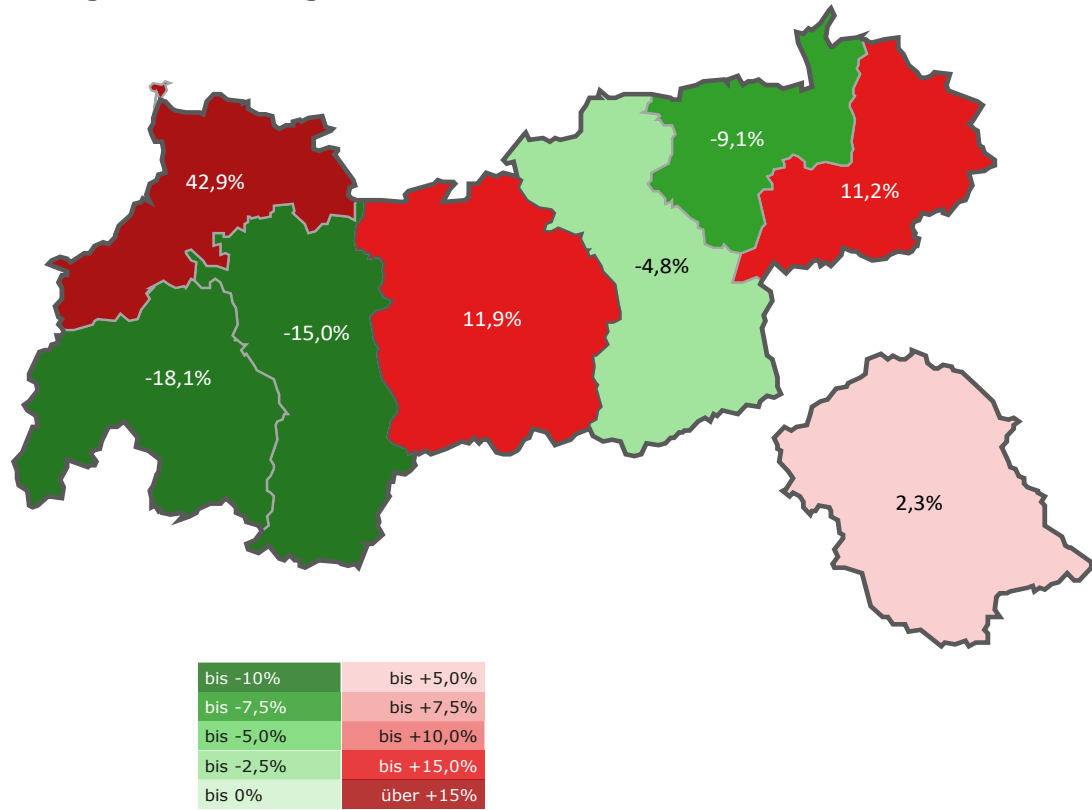 -9,1%
42,9%
11,2%
-4,8%
11,9%
-15,0%
-18,1%
2,3%
bis -10% bis +5,0%
bis -7,5% bis +7,5%
bis -5,0% bis +10,0%
bis -2,5% bis +15,0%
bis 0% über +15%